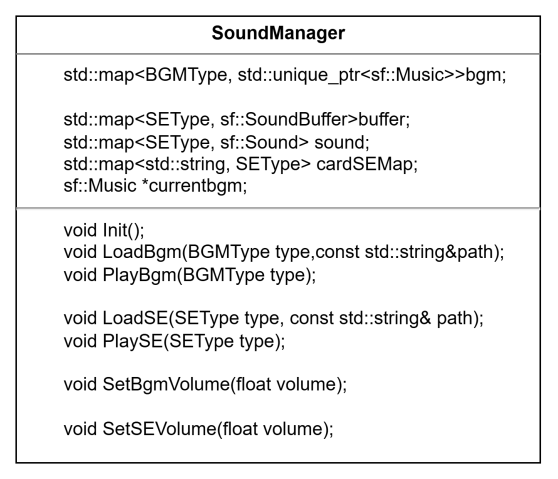 SoundManager
std::map<BGMType, std::unique_ptr<sf::Music>>bgm;
std::map<SEType, sf::SoundBuffer>buffer;
std::map<SEType, sf::Sound> sound;
std::map<std::string, SEType> cardSEMap;
sf::Music *currentbgm;
void Init();
void LoadBgm(BGMType type,const std::string&path);
void PlayBgm(BGMType type);
void LoadSE(SEType type, const std::string& path);
void PlaySE(SEType type);
void SetBgmVolume(float volume);
void SetSEVolume(float volume);